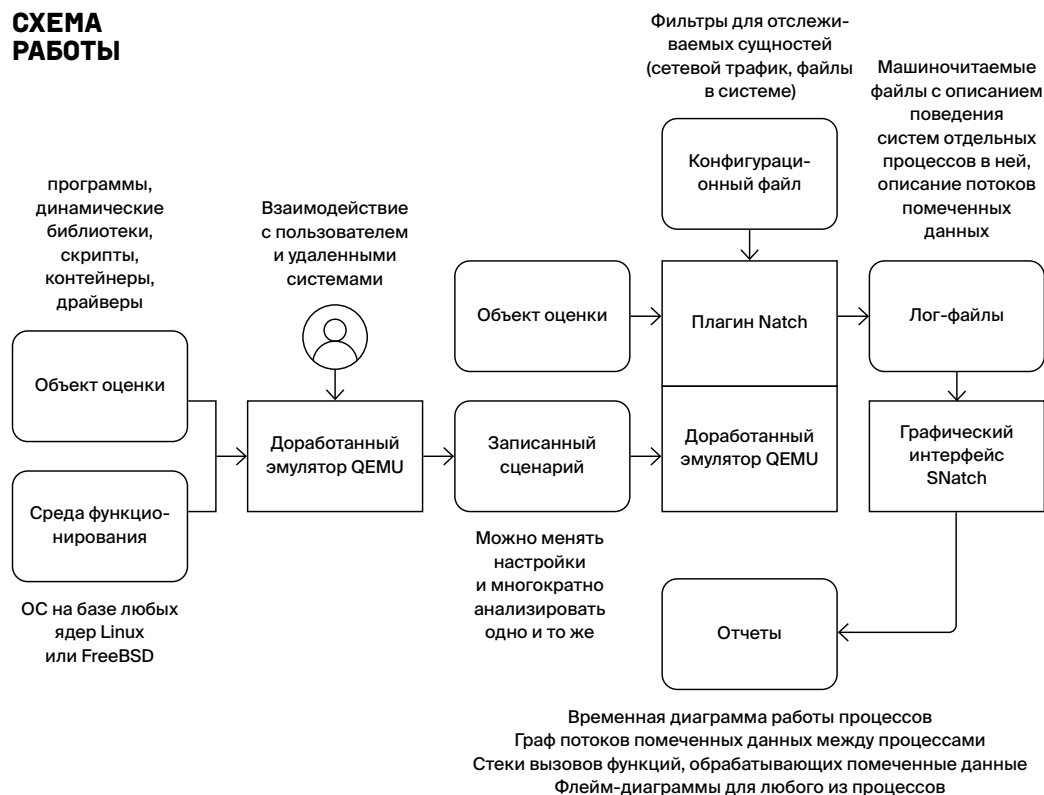 СХЕМА
РАБОТЫ
Фильтры для отслежи-
ваемых сущностей
(сетевой трафик, файлы
в системе)
Машиночитаемые
файлы с описанием
поведения
систем отдельных
процессов в ней,
описание потоков
помеченных
данных
Конфигураци-
онный файл
программы,
динамические
библиотеки,
скрипты,
контейнеры,
драйверы
Взаимодействие
с пользователем
и удаленными
системами
Объект оценки
Плагин Natch
Лог-файлы
Объект оценки
Доработанный
эмулятор QEMU
Записанный
сценарий
Доработанный
эмулятор QEMU
Графический
интерфейс
SNatch
Среда функцио-
нирования
Можно менять
настройки
и многократно
анализировать
одно и то же
ОС на базе любых
ядер Linux
или FreeBSD
Отчеты
Временная диаграмма работы процессов
Граф потоков помеченных данных между процессами
Стеки вызовов функций, обрабатывающих помеченные данные
Флейм-диаграммы для любого из процессов